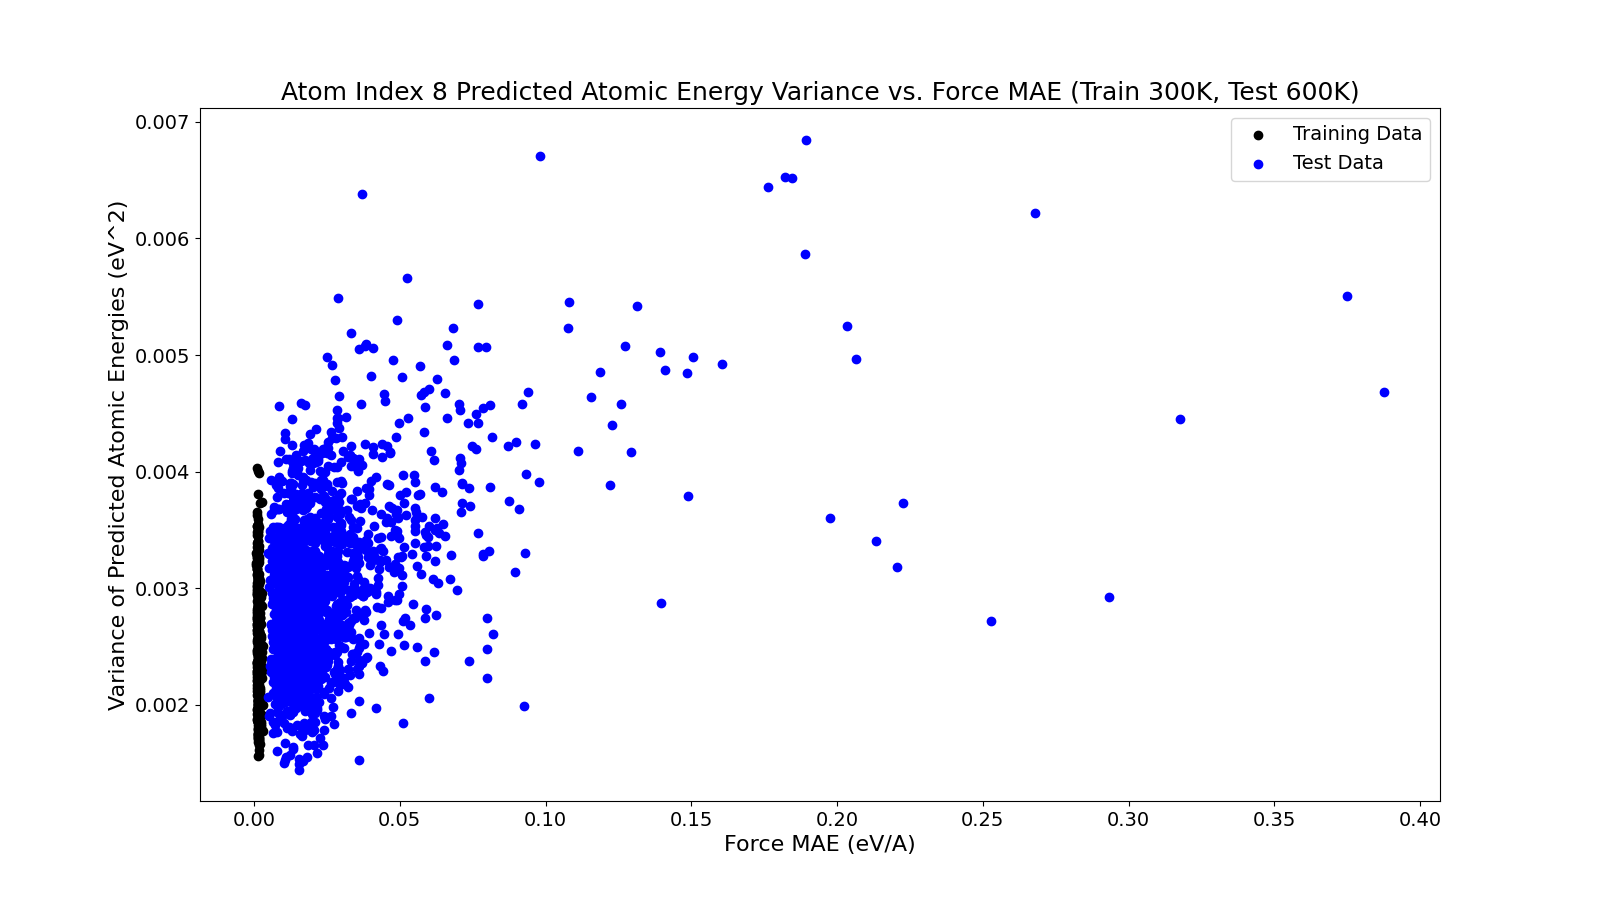 Atom Index 8 Predicted Atomic Energy Variance vs. Force MAE (Train 300K, Test 600K)
Training Data
Test Data
Variance of Predicted Atomic Energies (eV^2)
0.007
0.006
0.005
0.004
0.003
0.002
0.00 0.05 0.10 0.15 0.20 0.25 0.30 0.35 0.40
Force MAE (eV/A)